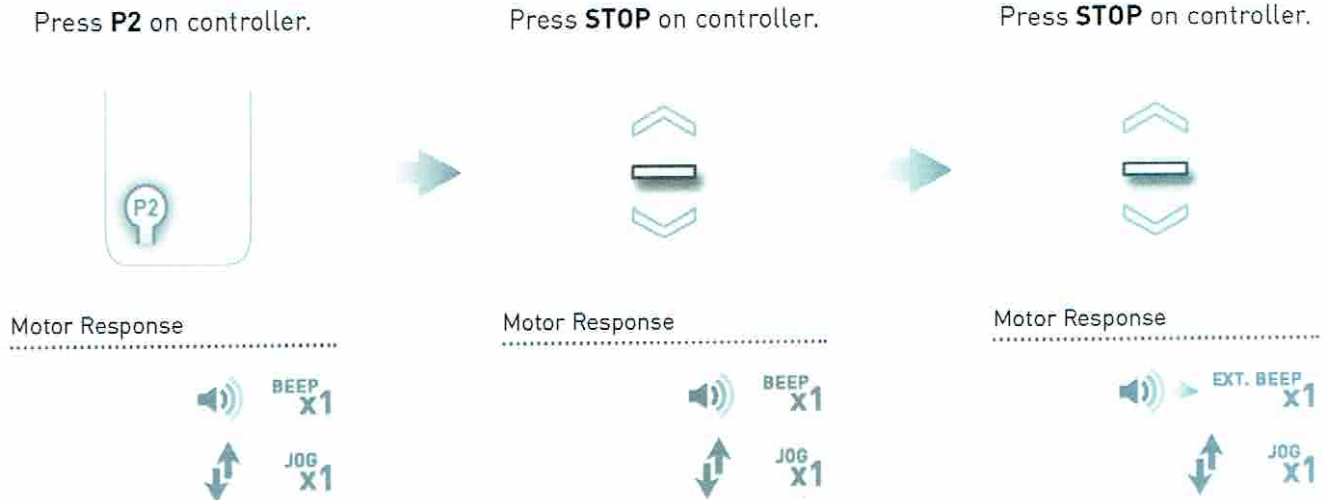 Press P2 on controller.
P2
Motor Response
BEEP
x1
JOG
x1
Press STOP on controller.
Motor Response
BEEP
x1
JOG
x1
Press STOP on controller.
Motor Response
EXT. BEEP
x1
JOG
x1